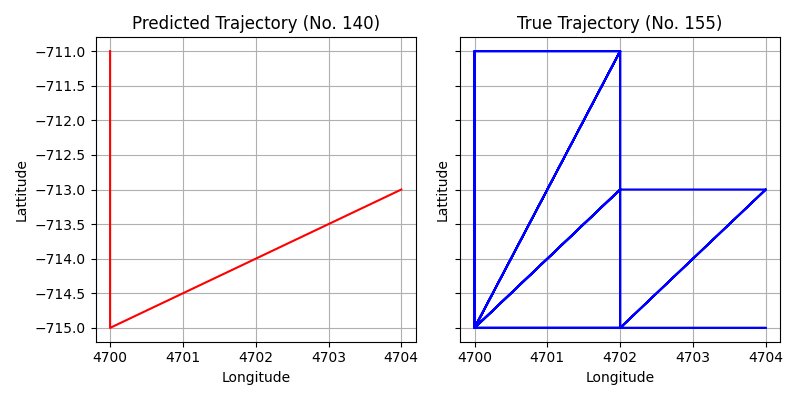 Predicted Trajectory (No. 140)
−711.0
−711.5
−712.0
−712.5
−713.0
−713.5
−714.0
−714.5
−715.0
Lattitude
4700 4701 4702 4703 4704
Longitude
True Trajectory (No. 155)
Lattitude
4700 4701 4702 4703 4704
Longitude